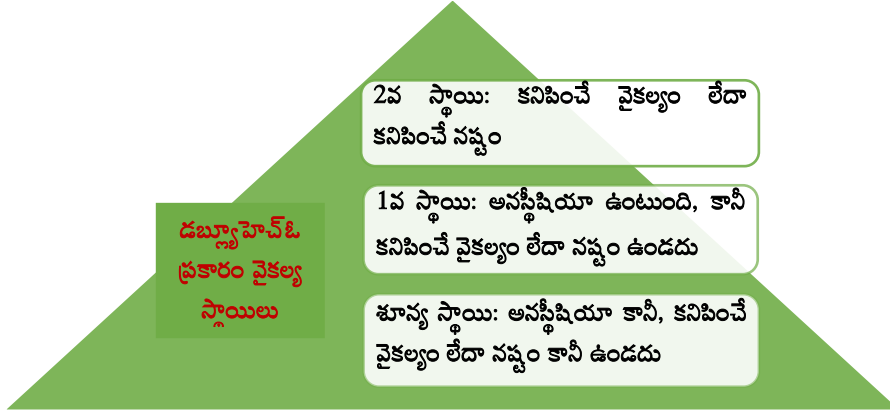 2వ స్థాయి: కనిపించే వైకల్యం లేదా
కనిపించే నష్టం
1వ స్థాయి: అనస్థీషియా ఉంటుంది, కానీ
కనిపించే వైకల్యం లేదా నష్టం ఉండదు
డబ్ల్యూహెచ్ఓ
ప్రకారం వైకల్య
స్థాయిలు
శూన్య స్థాయి: అనస్థీషియా కానీ, కనిపించే
వైకల్యం లేదా నష్టం కానీ ఉండదు